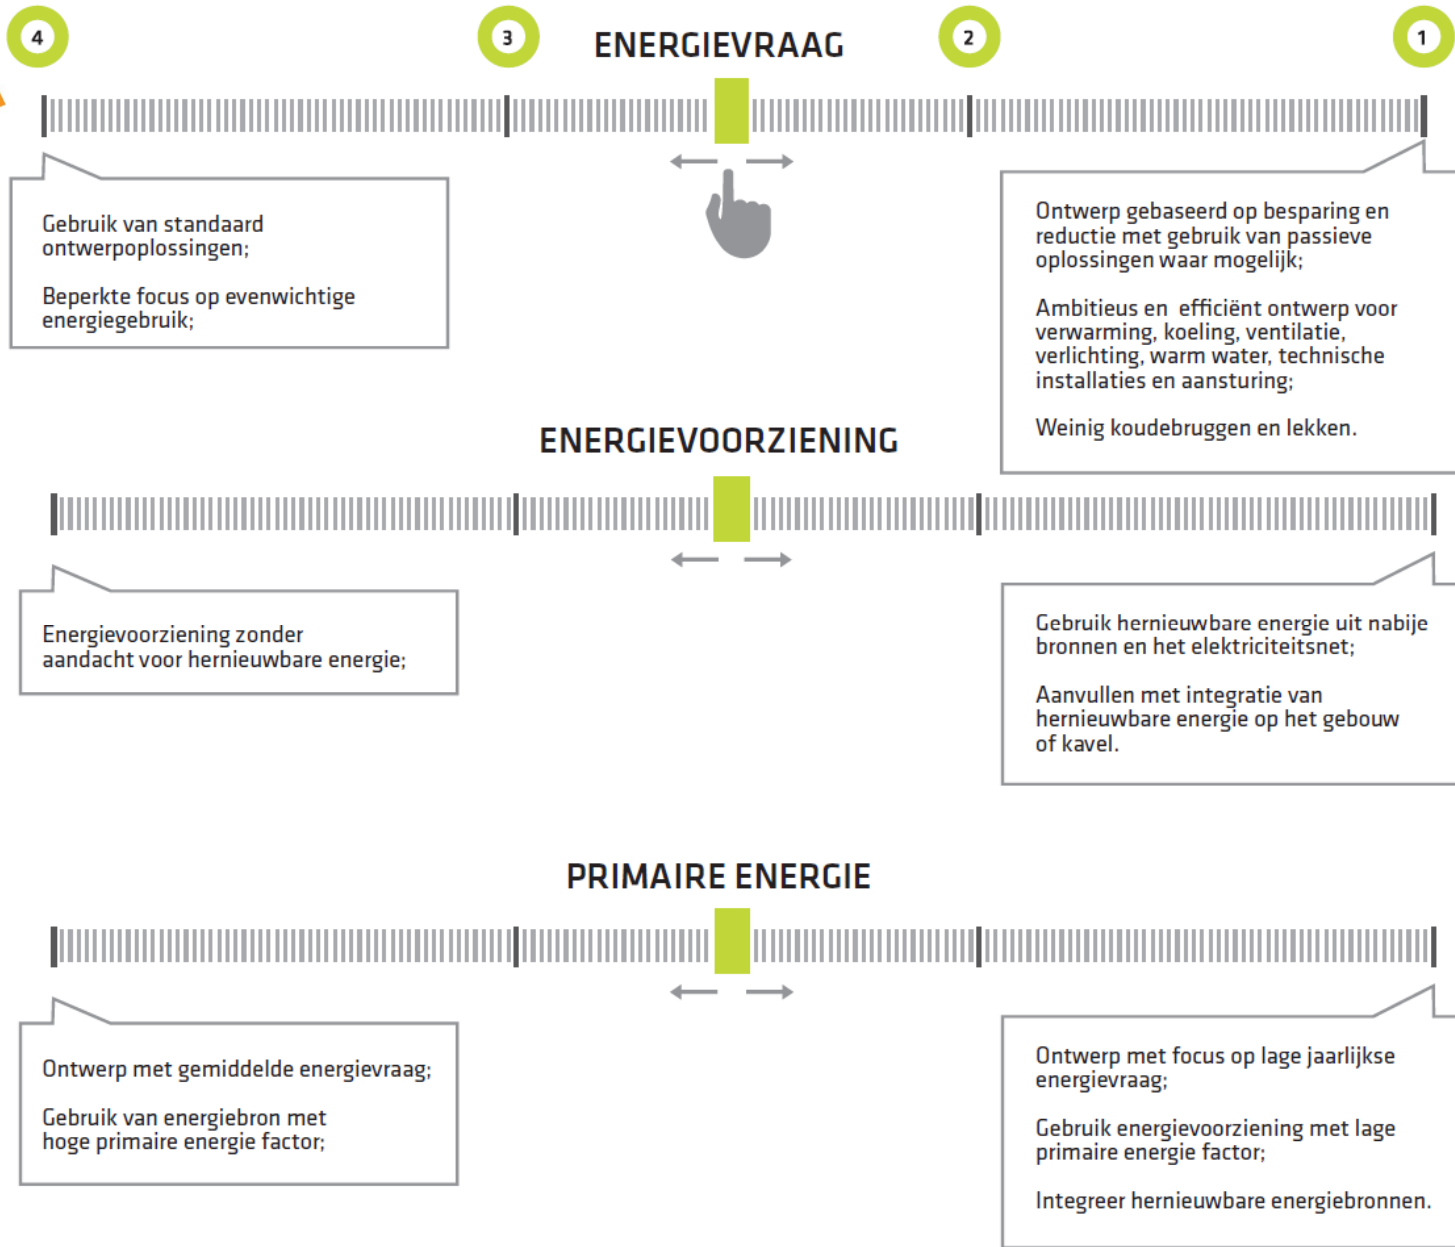 4
3
ENERGIEVRAAG
2
1
Gebruik van standaard
ontwerpoplossingen;
Beperkte focus op evenwichtige
energiegebruik;
Ontwerp gebaseerd op besparing en
reductie met gebruik van passieve
oplossingen waar mogelijk;
Ambitieus en efficiënt ontwerp voor
verwarming, koeling, ventilatie,
verlichting, warm water, technische
installaties en aansturing;
Weinig koudebruggen en lekken.
ENERGIEVOORZIENING
Energievoorziening zonder
aandacht voor hernieuwbare energie;
Gebruik hernieuwbare energie uit nabije
bronnen en het elektriciteitsnet;
Aanvullen met integratie van
hernieuwbare energie op het gebouw
of kavel.
PRIMAIRE ENERGIE
Ontwerp met gemiddelde energievraag;
Gebruik van energiebron met
hoge primaire energie factor;
Ontwerp met focus op lage jaarlijkse
energievraag;
Gebruik energievoorziening met lage
primaire energie factor;
Integreer hernieuwbare energiebronnen.